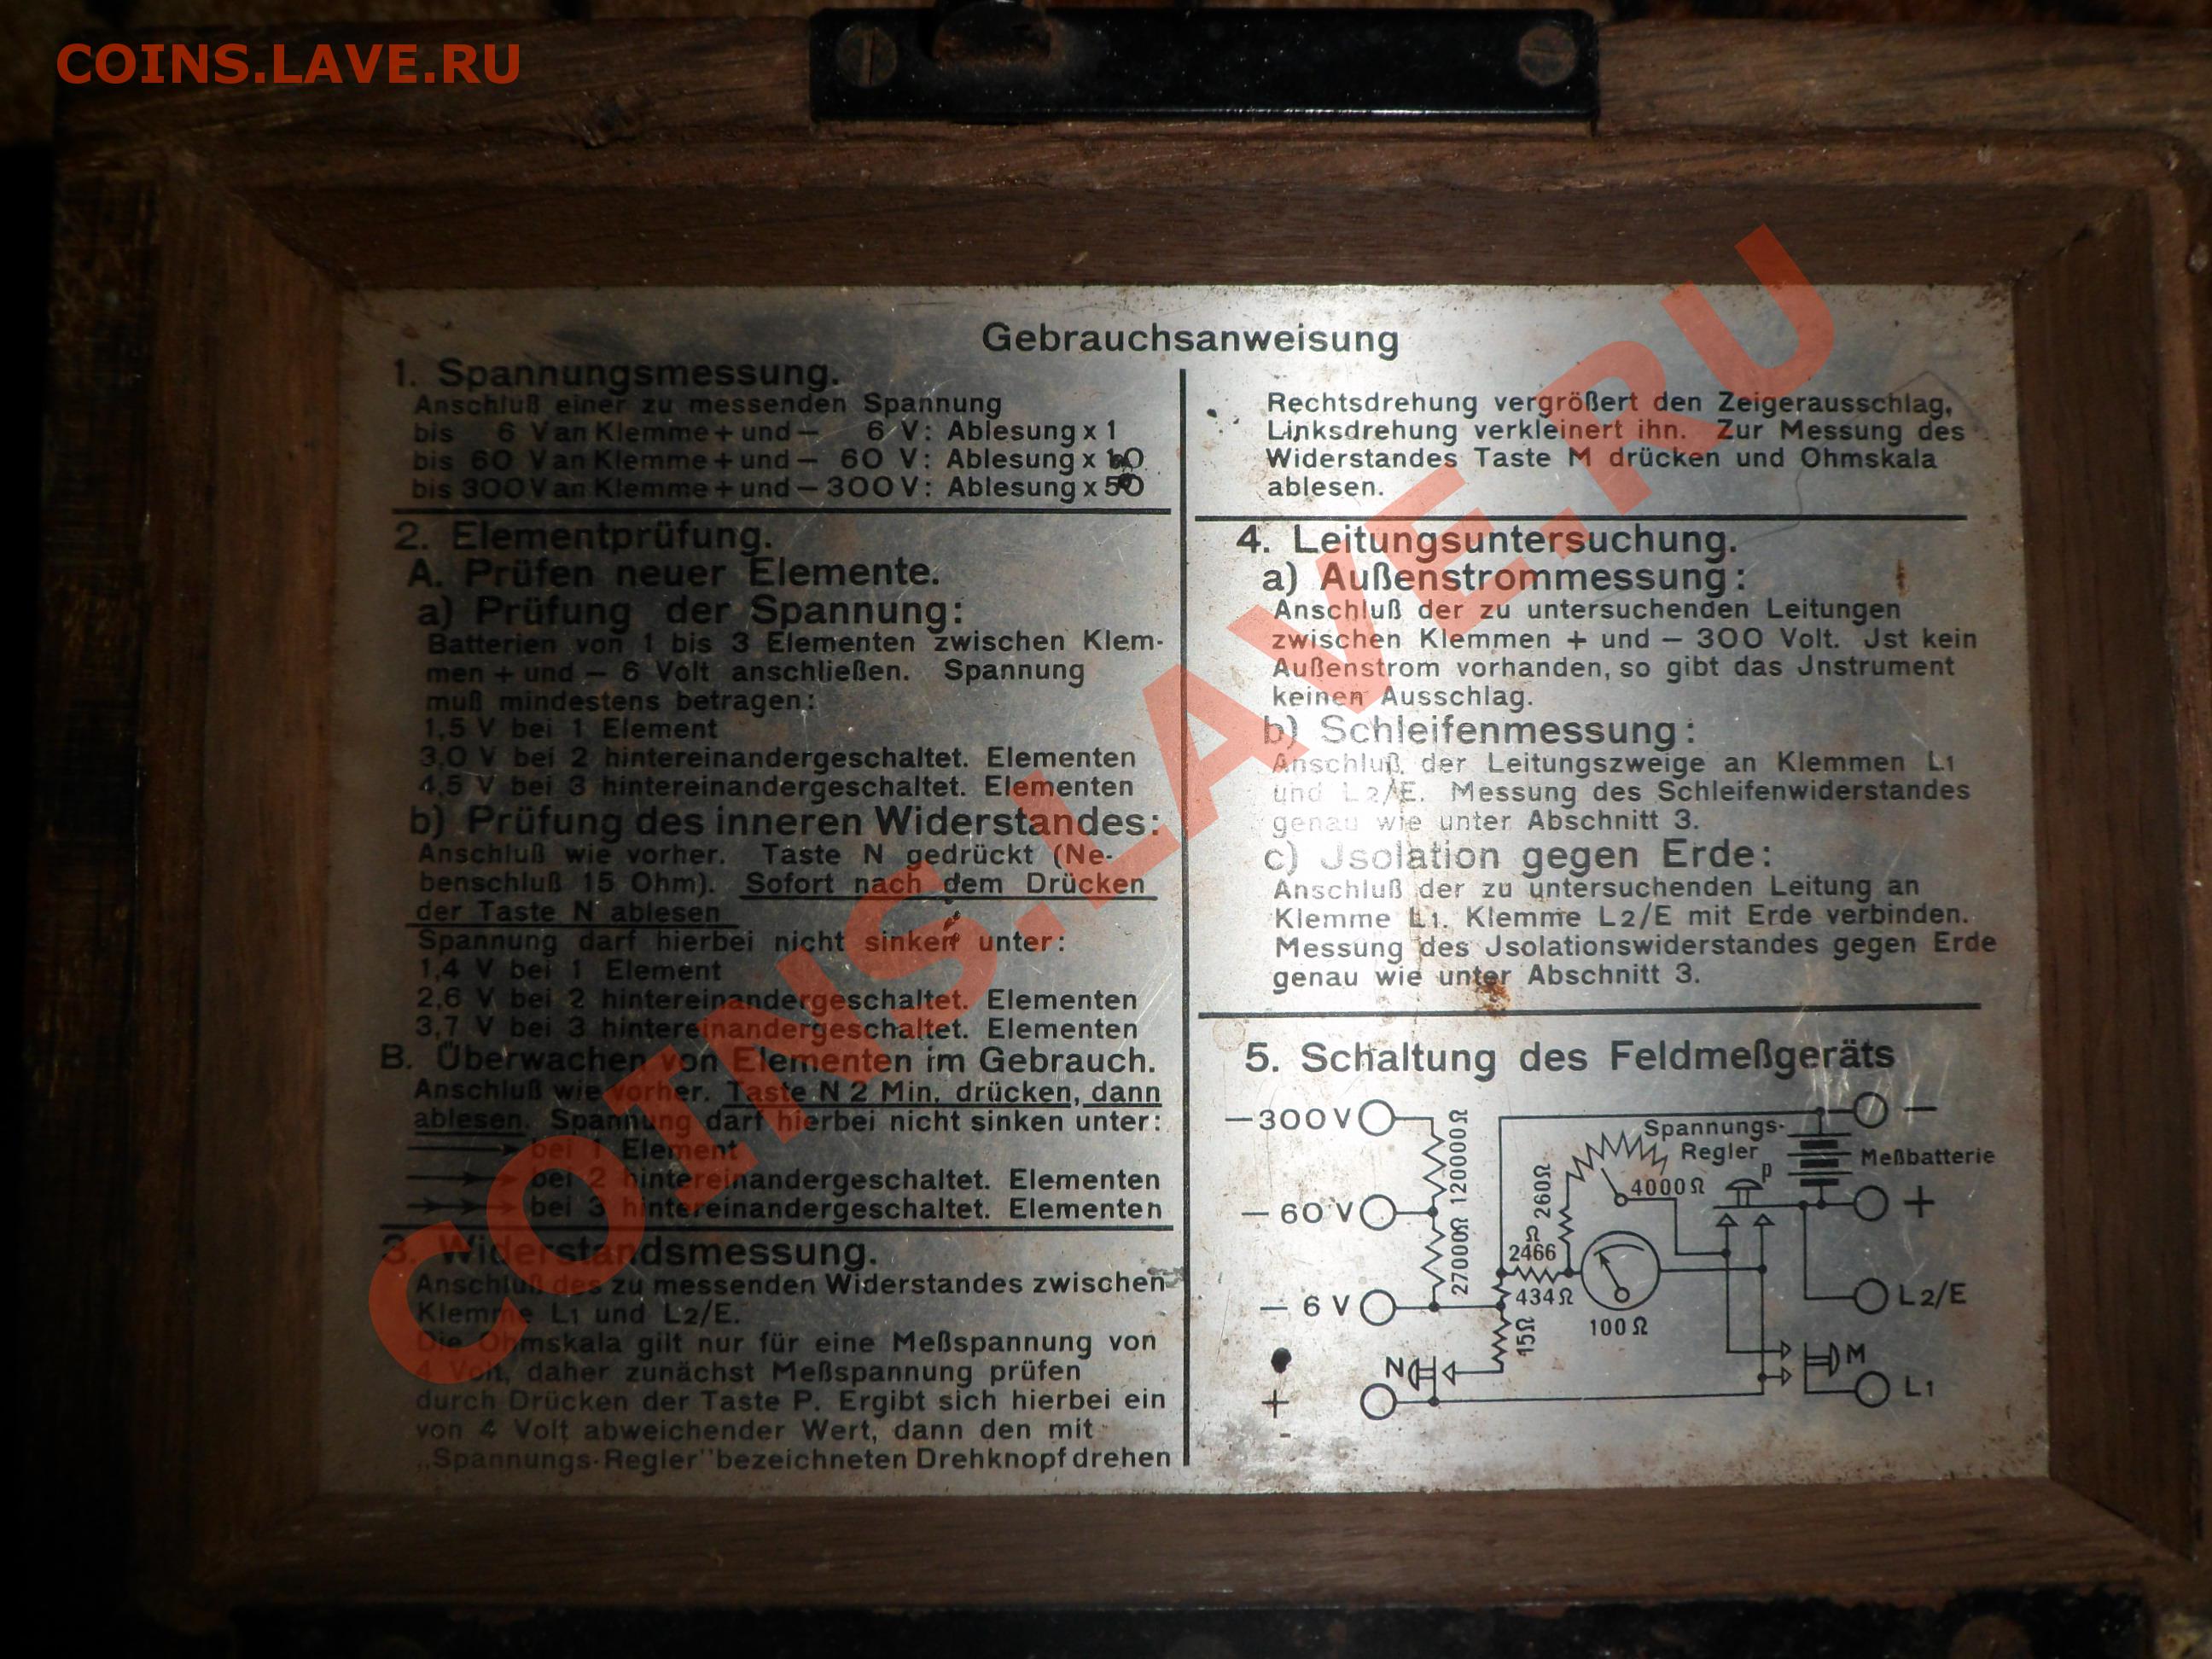 COINS.LAVE.RU
Gebrauchsanweisung
1. Spannungsmessung.
Anschluß einer zu messenden Spannung
bis 6 V an Klemme + und — 6 V: Ablesung x 1
bis 60 V an Klemme + und — 60 V: Ablesung x 10
bis 300 V an Klemme + und — 300 V: Ablesung x 50
2. Elementprüfung.
A. Prüfen neuer Elemente.
a) Prüfung der Spannung:
Batterien von 1 bis 3 Elementen zwischen Klem-
men + und — 6 Volt anschließen. Spannung
muß mindestens betragen:
1,5 V bei 1 Element
3,0 V bei 2 hintereinandergeschaltet. Elementen
4,5 V bei 3 hintereinandergeschaltet. Elementen
b) Prüfung des inneren Widerstandes:
Anschluß wie vorher. Taste N gedrückt (Ne-
benschluß 15 Ohm). Sofort nach dem Drücken
der Taste N ablesen
Spannung darf hierbei nicht sinken unter:
1,4 V bei 1 Element
2,6 V bei 2 hintereinandergeschaltet. Elementen
3,7 V bei 3 hintereinandergeschaltet. Elementen
B. Überwachen von Elementen im Gebrauch.
Anschluß wie vorher. Taste N 2 Min. drücken, dann
ablesen. Spannung darf hierbei nicht sinken unter:
bei 1 Element
bei 2 hintereinandergeschaltet. Elementen
bei 3 hintereinandergeschaltet. Elementen
3. Widerstandsmessung.
Anschluß des zu messenden Widerstandes zwischen
Klemme L1 und L2/E.
Die Ohmskala gilt nur für eine Meßspannung von
4 Volt, daher zunächst Meßspannung prüfen
durch Drücken der Taste P. Ergibt sich hierbei ein
von 4 Volt abweichender Wert, dann den mit
„Spannungs-Regler" bezeichneten Drehknopf drehen
Rechtsdrehung vergrößert den Zeigerausschlag,
Linksdrehung verkleinert ihn. Zur Messung des
Widerstandes Taste M drücken und Ohmskala
ablesen.
4. Leitungsuntersuchung.
a) Außenstrommessung:
Anschluß der zu untersuchenden Leitungen
zwischen Klemmen + und — 300 Volt. Jst kein
Außenstrom vorhanden, so gibt das Jnstrument
keinen Ausschlag.
b) Schleifenmessung:
Anschluß der Leitungszweige an Klemmen L1
und L2/E. Messung des Schleifenwiderstandes
genau wie unter Abschnitt 3.
c) Jsolation gegen Erde:
Anschluß der zu untersuchenden Leitung an
Klemme L1. Klemme L2/E mit Erde verbinden.
Messung des Jsolationswiderstandes gegen Erde
genau wie unter Abschnitt 3.
5. Schaltung des Feldmeßgeräts
— 300 V
120000 Ω
Spannungs-
Regler
P
Meßbatterie
—
+
— 60 V
27000 Ω
260 Ω
4000 Ω
Ω
2466
434 Ω
100 Ω
15 Ω
— 6 V
L2/E
N
M
+
L1
COINS.LAVE.RU